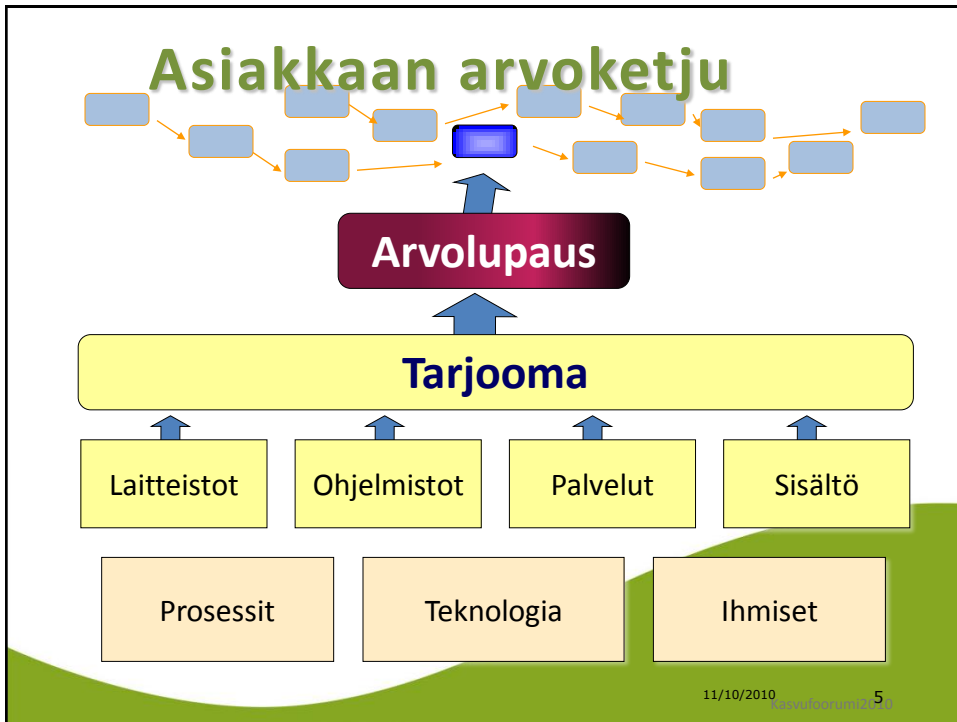 Asiakkaan arvoketju
Arvolupaus
Tarjooma
Laitteistot
Ohjelmistot
Palvelut
Sisältö
Prosessit
Teknologia
Ihmiset
11/10/2010
Kasvufoorumi2010
5